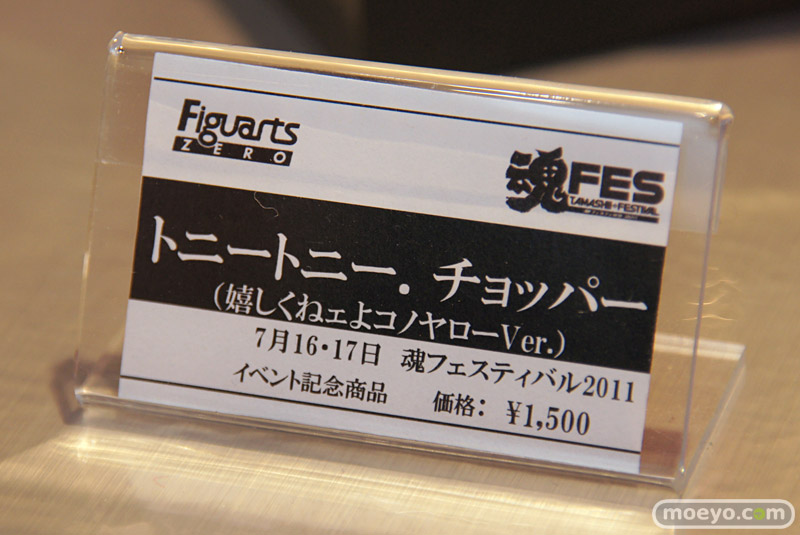 Figuarts
ZERO
魂FES
TAMASHII FESTIVAL
トニートニー．チョッパー
（嬉しくねェよコノヤローVer.）
7月16・17日 魂フェスティバル2011
イベント記念商品 価格：￥1,500
moeyo.com